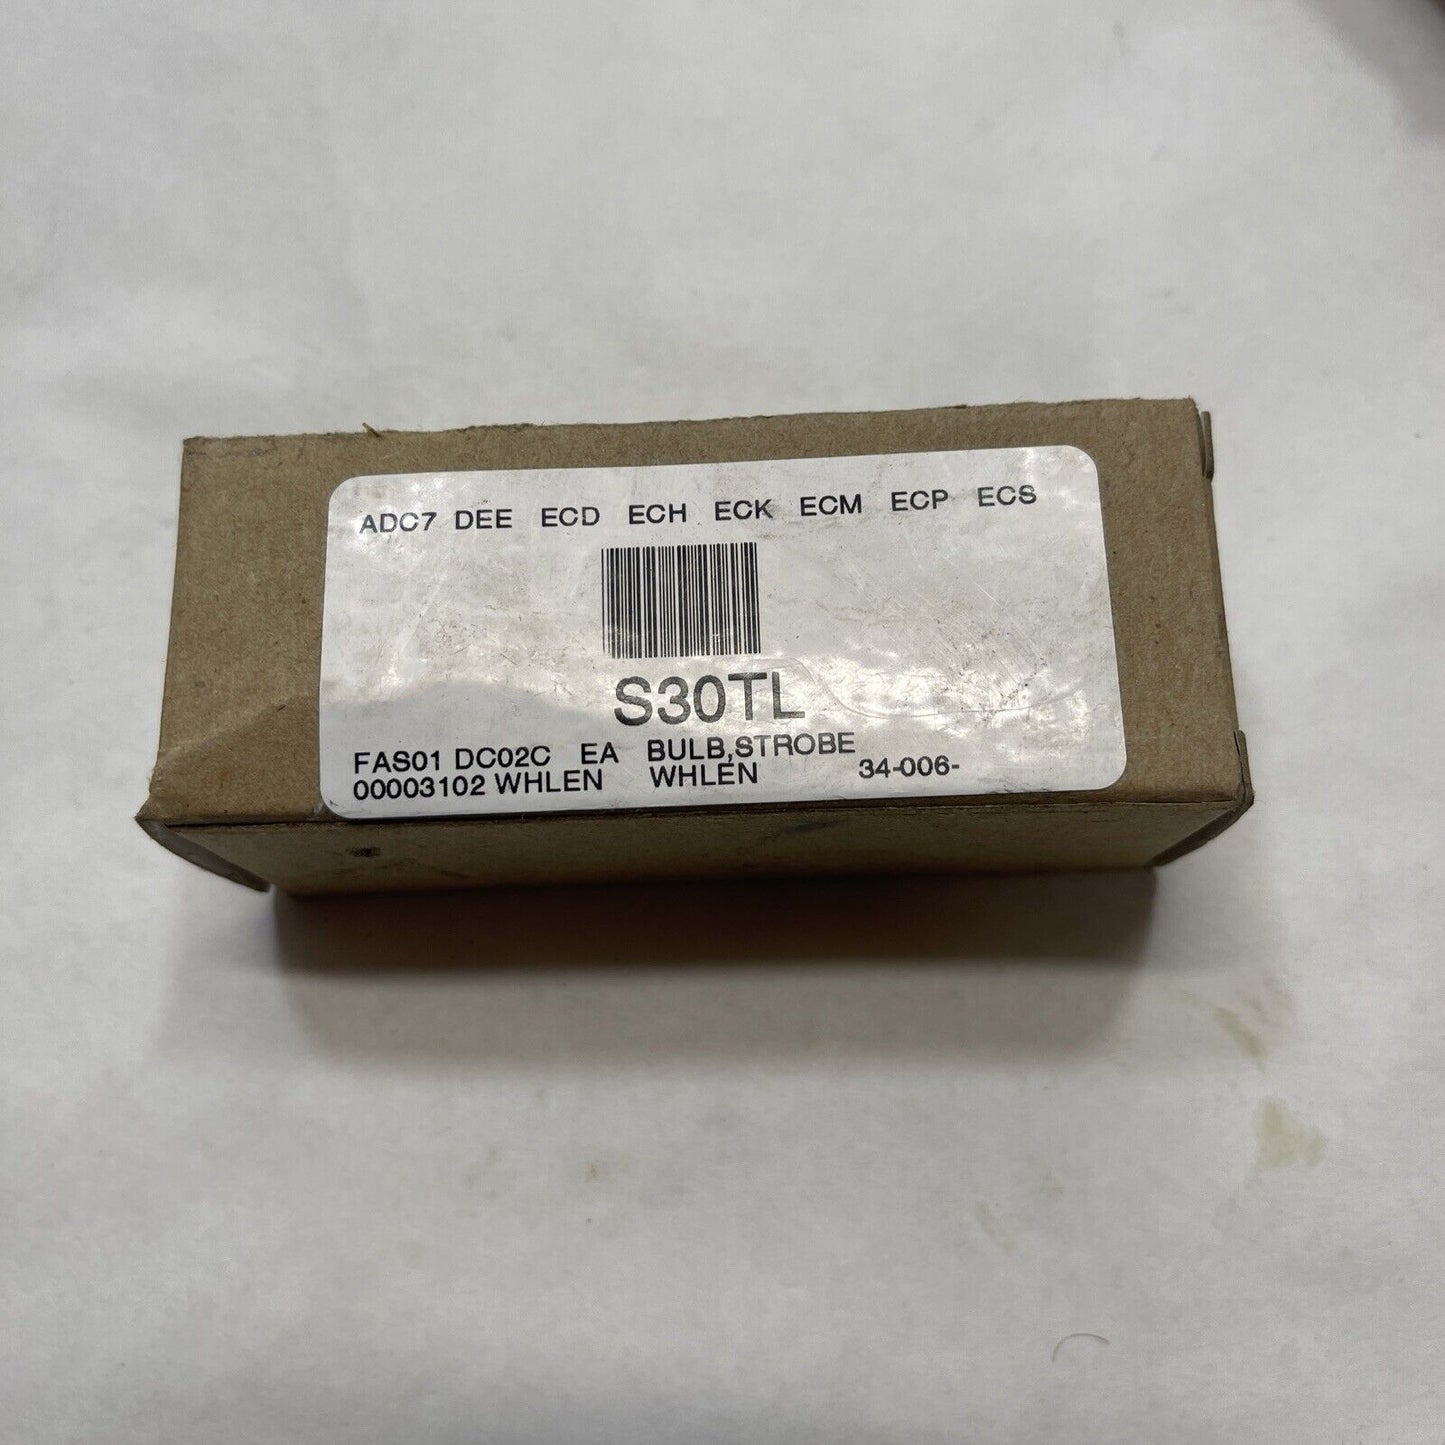 ADC7 DEE ECD ECH ECK ECM ECP ECS
S30TL
FAS01 DC02C EA BULB,STROBE
00003102 WHLEN WHLEN 34-006-